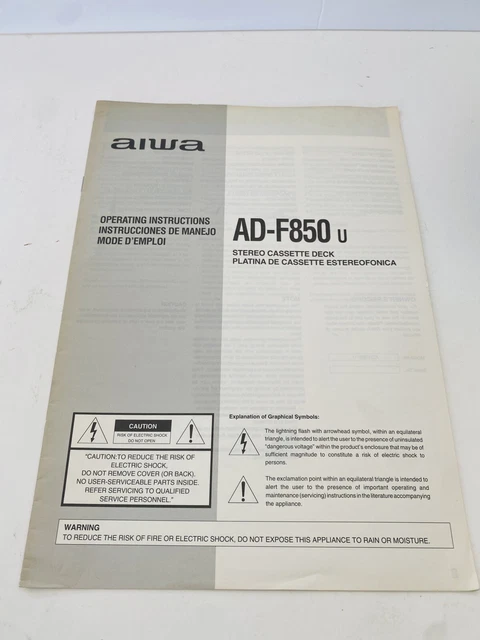 aiwa
OPERATING INSTRUCTIONS
INSTRUCCIONES DE MANEJO
MODE D'EMPLOI
AD-F850 U
STEREO CASSETTE DECK
PLATINA DE CASSETTE ESTEREOFONICA
CAUTION
RISK OF ELECTRIC SHOCK
DO NOT OPEN
"CAUTION:TO REDUCE THE RISK OF
ELECTRIC SHOCK,
DO NOT REMOVE COVER (OR BACK).
NO USER-SERVICEABLE PARTS INSIDE.
REFER SERVICING TO QUALIFIED
SERVICE PERSONNEL."
Explanation of Graphical Symbols:
The lightning flash with arrowhead symbol, within an equilateral
triangle, is intended to alert the user to the presence of uninsulated
"dangerous voltage" within the product's enclosure that may be of
sufficient magnitude to constitute a risk of electric shock to
persons.
The exclamation point within an equilateral triangle is intended to
alert the user to the presence of important operating and
maintenance (servicing) instructions in the literature accompanying
the appliance.
WARNING
TO REDUCE THE RISK OF FIRE OR ELECTRIC SHOCK, DO NOT EXPOSE THIS APPLIANCE TO RAIN OR MOISTURE.